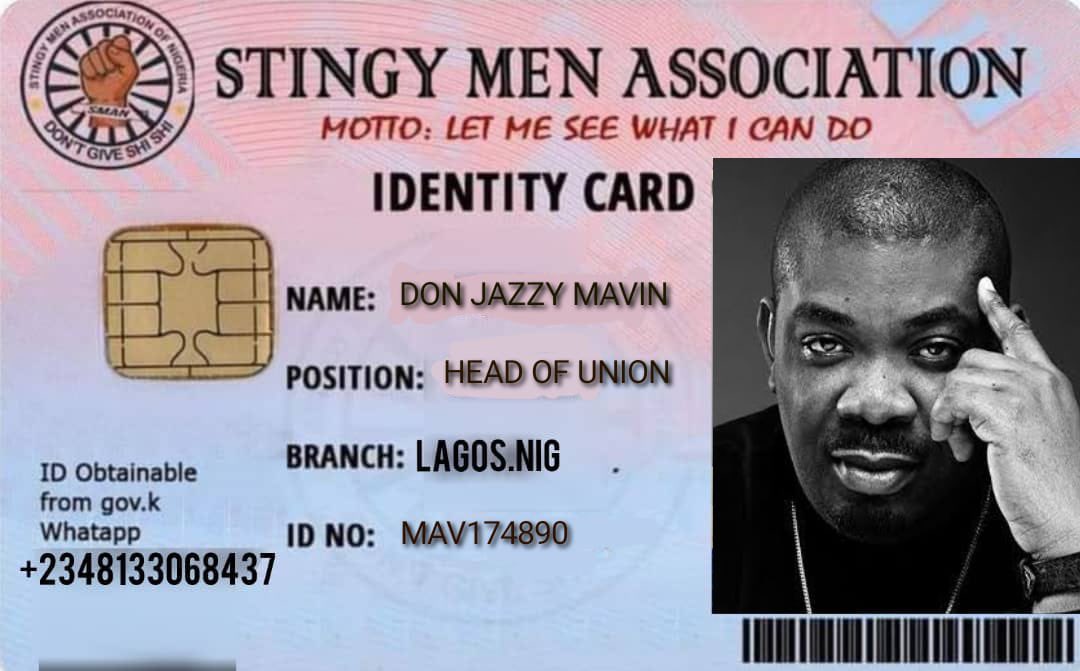 STINGY MEN ASSOCIATION OF NIGERIA
SMAN
DON'T GIVE SHI SHI
STINGY MEN ASSOCIATION
MOTTO: LET ME SEE WHAT I CAN DO
IDENTITY CARD
NAME: DON JAZZY MAVIN
POSITION: HEAD OF UNION
BRANCH: LAGOS.NIG
ID NO: MAV174890
ID Obtainable
from gov.k
Whatapp
+2348133068437